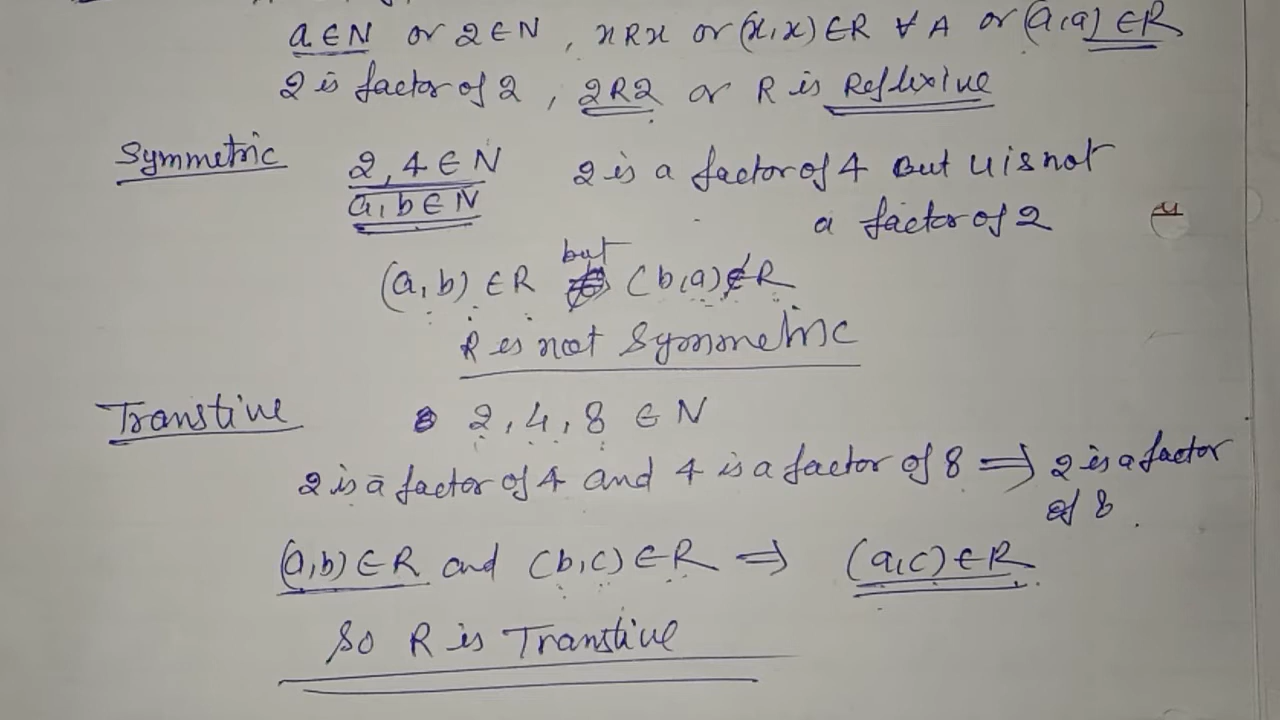 a ∈ N or 2 ∈ N , xRx or (x,x) ∈ R ∀ A or (a,a) ∈ R
2 is factor of 2 , 2R2 or R is Reflexive
Symmetric 2,4 ∈ N 2 is a factor of 4 but 4 is not
a,b ∈ N a factor of 2
but
(a,b) ∈ R (b,a) ∉ R
R is not Symmetric
Transtive 2,4,8 ∈ N
2 is a factor of 4 and 4 is a factor of 8 ⟹ 2 is a factor
of 8 .
(a,b) ∈ R and (b,c) ∈ R ⟹ (a,c) ∈ R
So R is Transtive